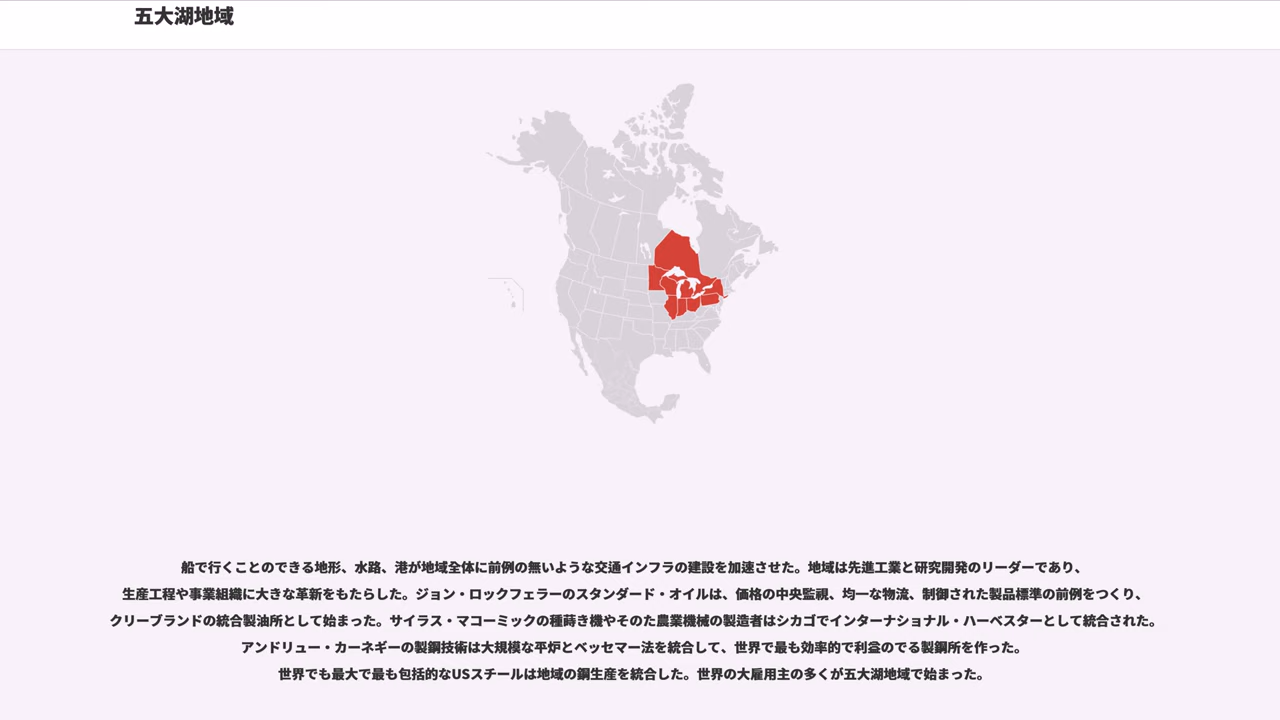 五大湖地域
船で行くことのできる地形、水路、港が地域全体に前例の無いような交通インフラの建設を加速させた。地域は先進工業と研究開発のリーダーであり、
生産工程や事業組織に大きな革新をもたらした。ジョン・ロックフェラーのスタンダード・オイルは、価格の中央監視、均一な物流、制御された製品標準の前例をつくり、
クリーブランドの統合製油所として始まった。サイラス・マコーミックの種蒔き機やそのた農業機械の製造者はシカゴでインターナショナル・ハーベスターとして統合された。
アンドリュー・カーネギーの製鋼技術は大規模な平炉とベッセマー法を統合して、世界で最も効率的で利益のでる製鋼所を作った。
世界でも最大で最も包括的なUSスチールは地域の鋼生産を統合した。世界の大雇用主の多くが五大湖地域で始まった。